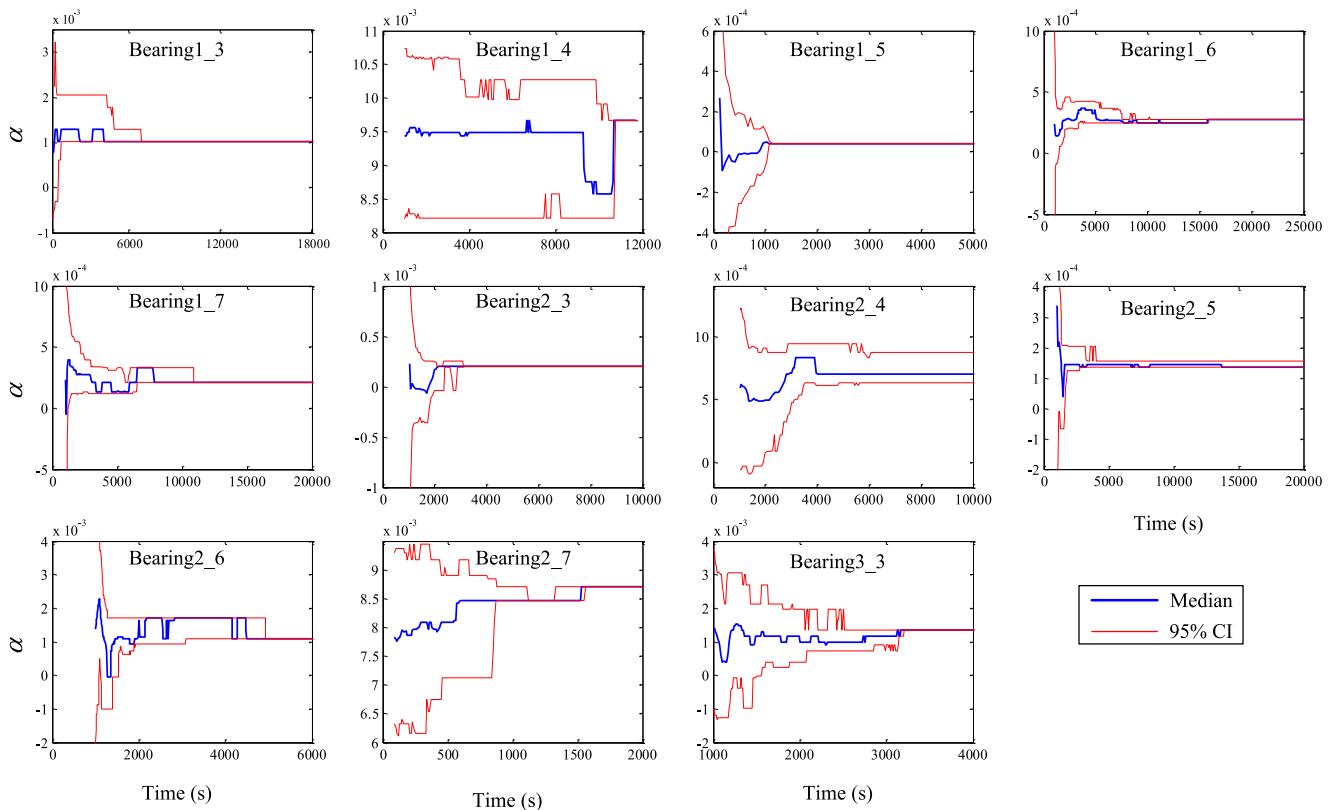 x 10⁻³
Bearing1_3
α
3
2
1
0
-1
0 6000 12000 18000
x 10⁻³
Bearing1_4
11
10.5
10
9.5
9
8.5
8
0 4000 8000 12000
x 10⁻⁴
Bearing1_5
6
4
2
0
-2
-4
0 1000 2000 3000 4000 5000
x 10⁻⁴
Bearing1_6
10
5
0
-5
0 5000 10000 15000 20000 25000
x 10⁻⁴
Bearing1_7
α
10
5
0
-5
0 5000 10000 15000 20000
x 10⁻³
Bearing2_3
1
0.5
0
-0.5
-1
0 2000 4000 6000 8000 10000
x 10⁻⁴
Bearing2_4
10
5
0
0 2000 4000 6000 8000 10000
x 10⁻⁴
Bearing2_5
4
3
2
1
0
-1
-2
0 5000 10000 15000 20000
Time (s)
x 10⁻³
Bearing2_6
α
4
3
2
1
0
-1
-2
0 2000 4000 6000
Time (s)
x 10⁻³
Bearing2_7
9
8.5
8
7.5
7
6.5
6
0 500 1000 1500 2000
Time (s)
x 10⁻³
Bearing3_3
4
3
2
1
0
-1
-2
1000 1000 2000 3000 4000
Time (s)
Median
95% CI